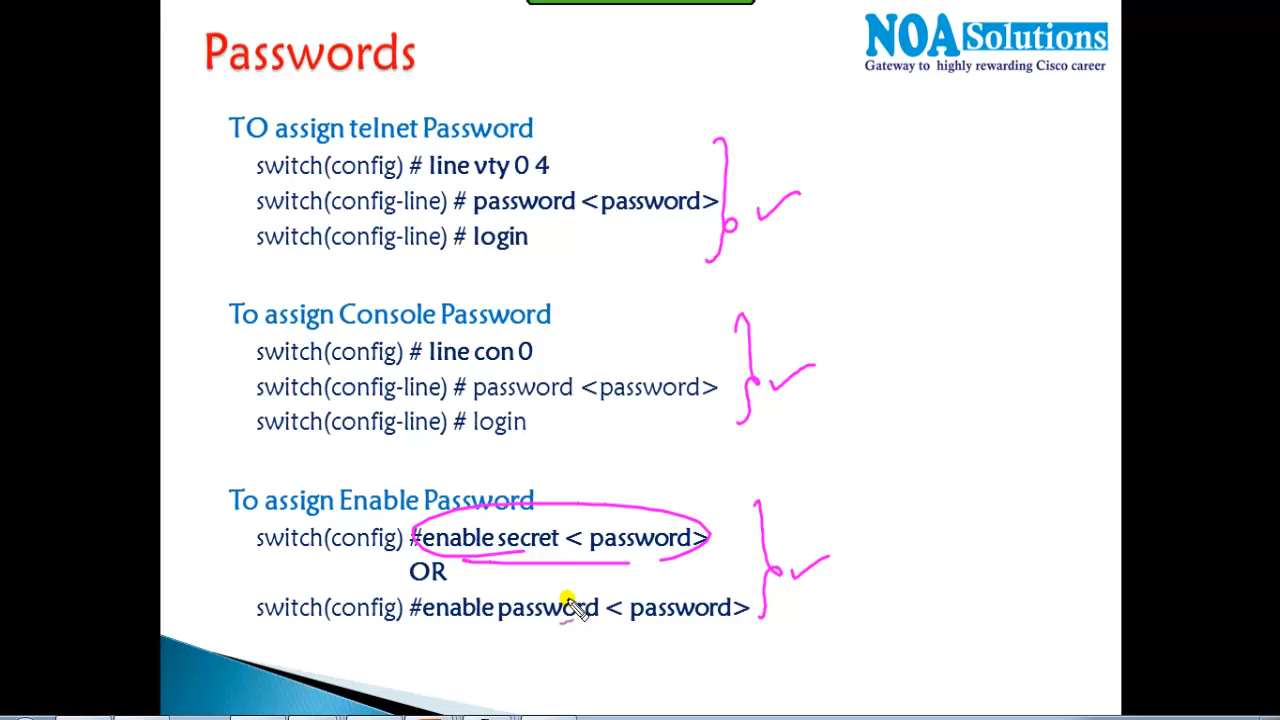 Passwords
NOA Solutions
Gateway to highly rewarding Cisco career
TO assign telnet Password
switch(config) # line vty 0 4
switch(config-line) # password <password>
switch(config-line) # login
To assign Console Password
switch(config) # line con 0
switch(config-line) # password <password>
switch(config-line) # login
To assign Enable Password
switch(config) #enable secret < password>
OR
switch(config) #enable password < password>